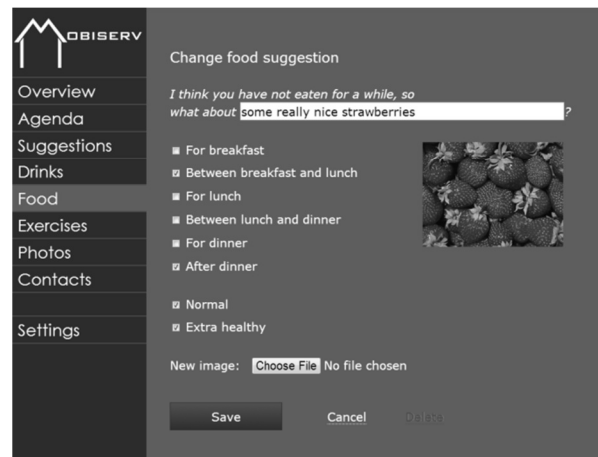 MOBISERV
Overview
Agenda
Suggestions
Drinks
Food
Exercises
Photos
Contacts
Settings
Change food suggestion
I think you have not eaten for a while, so
what about some really nice strawberries ?
For breakfast
Between breakfast and lunch
For lunch
Between lunch and dinner
For dinner
After dinner
Normal
Extra healthy
New image: Choose File No file chosen
Save Cancel Delete